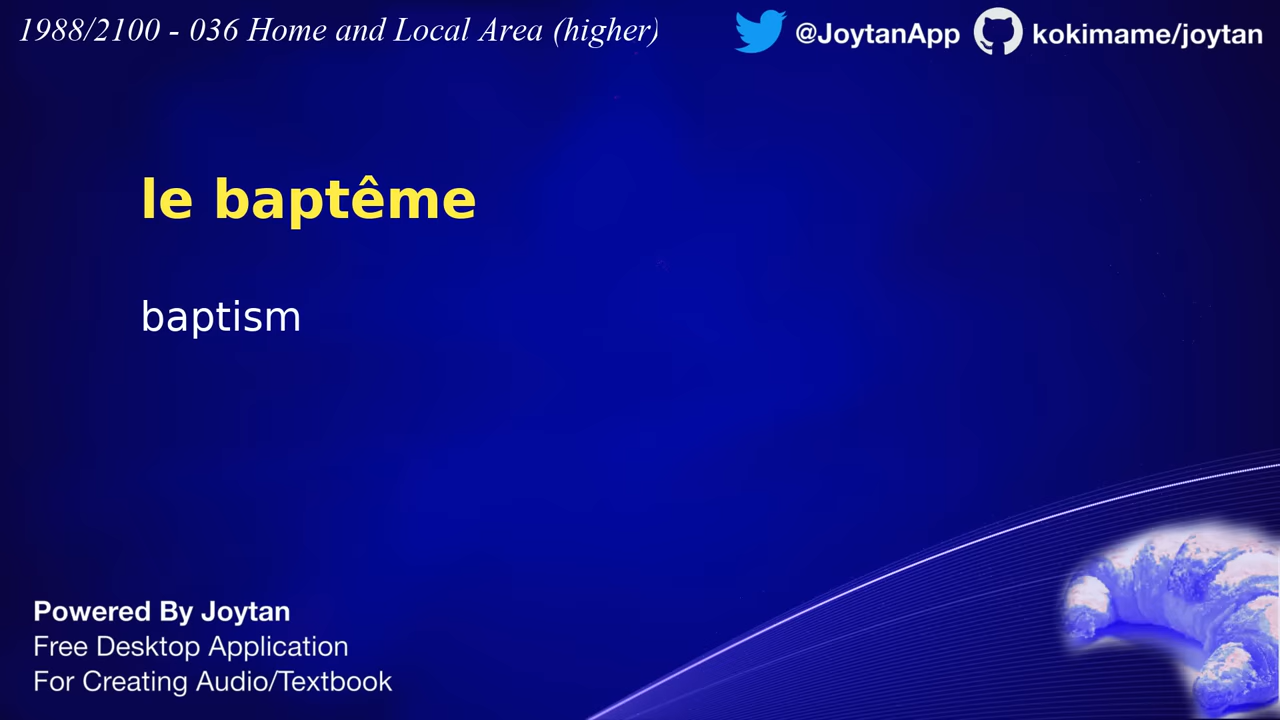 1988/2100 - 036 Home and Local Area (higher)
@JoytanApp
kokimame/joytan
le baptême
baptism
Powered By Joytan
Free Desktop Application
For Creating Audio/Textbook